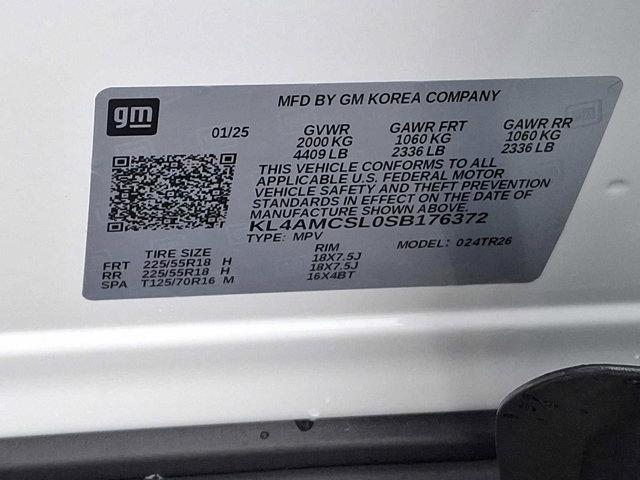 gm
MFD BY GM KOREA COMPANY
01/25 GVWR GAWR FRT GAWR RR
2000 KG 1060 KG 1060 KG
4409 LB 2336 LB 2336 LB
THIS VEHICLE CONFORMS TO ALL
APPLICABLE U.S. FEDERAL MOTOR
VEHICLE SAFETY AND THEFT PREVENTION
STANDARDS IN EFFECT ON THE DATE OF
MANUFACTURE SHOWN ABOVE.
KL4AMCSL0SB176372
TYPE: MPV MODEL: 024TR26
TIRE SIZE RIM
FRT 225/55R18 H 18X7.5J
RR 225/55R18 H 18X7.5J
SPA T125/70R16 M 16X4BT